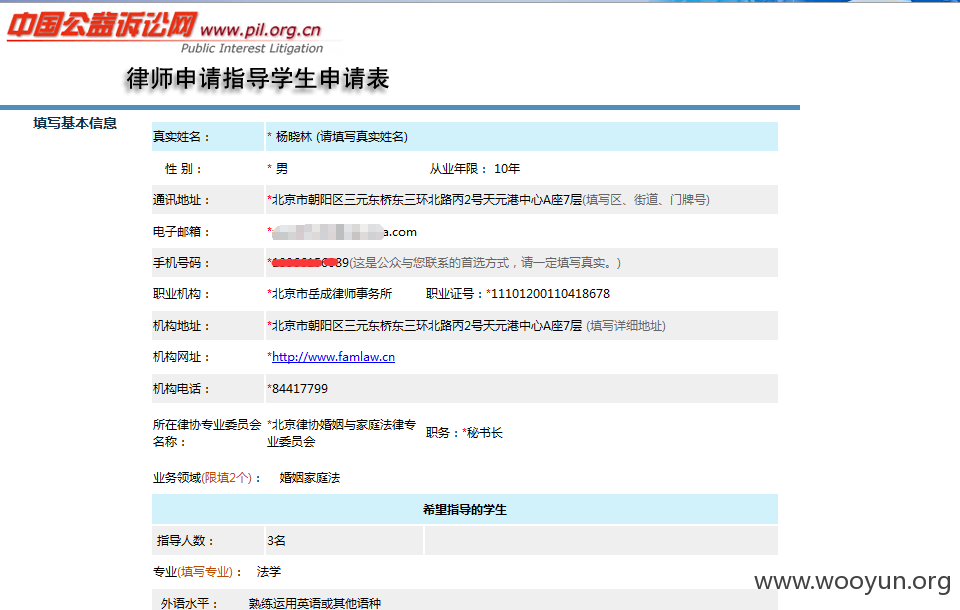 中国公益诉讼网 www.pil.org.cn
Public Interest Litigation
律师申请指导学生申请表
填写基本信息
真实姓名： * 杨晓林 (请填写真实姓名)
性 别： * 男 从业年限： 10年
通讯地址： *北京市朝阳区三元东桥东三环北路丙2号天元港中心A座7层(填写区、街道、门牌号)
电子邮箱： * a.com
手机号码： * 39(这是公众与您联系的首选方式，请一定填写真实。)
职业机构： *北京市岳成律师事务所 职业证号：*11101200110418678
机构地址： *北京市朝阳区三元东桥东三环北路丙2号天元港中心A座7层 (填写详细地址)
机构网址： *http://www.famlaw.cn
机构电话： *84417799
所在律协专业委员会 *北京律协婚姻与家庭法律专 职务：*秘书长
名称： 业委员会
业务领域(限填2个)： 婚姻家庭法
希望指导的学生
指导人数： 3名
专业(填写专业)： 法学
外语水平： 熟练运用英语或其他语种
www.wooyun.org